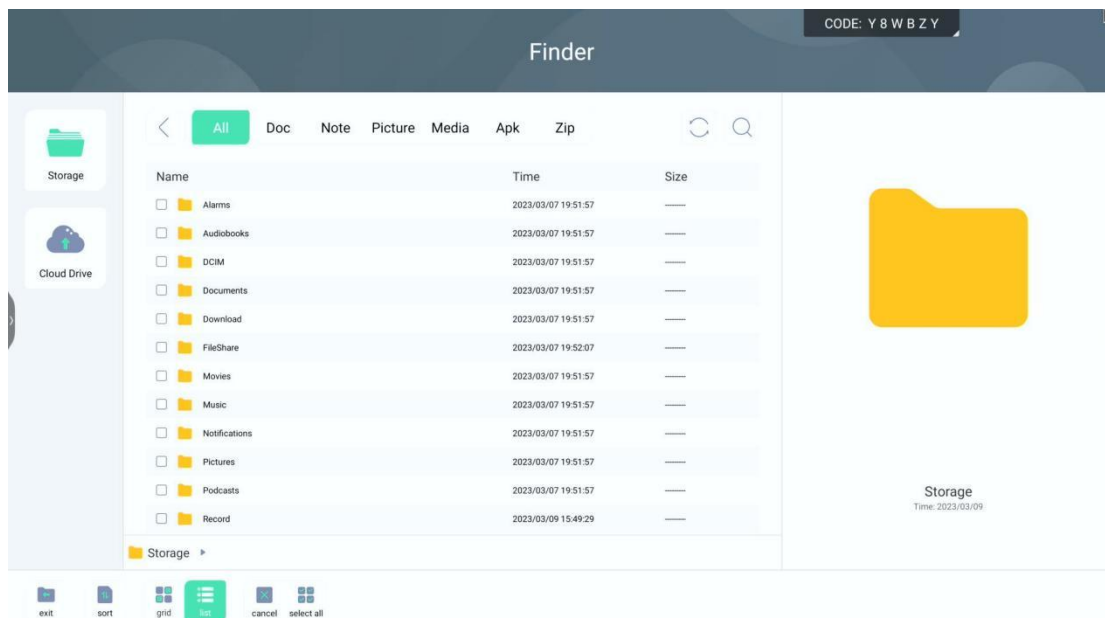 CODE: Y 8 W B Z Y
Finder
Storage
Cloud Drive
All Doc Note Picture Media Apk Zip
Name Time Size
Alarms 2023/03/07 19:51:57 -------
Audiobooks 2023/03/07 19:51:57 -------
DCIM 2023/03/07 19:51:57 -------
Documents 2023/03/07 19:51:57 -------
Download 2023/03/07 19:51:57 -------
FileShare 2023/03/07 19:52:07 -------
Movies 2023/03/07 19:51:57 -------
Music 2023/03/07 19:51:57 -------
Notifications 2023/03/07 19:51:57 -------
Pictures 2023/03/07 19:51:57 -------
Podcasts 2023/03/07 19:51:57 -------
Record 2023/03/09 15:49:29 -------
Storage
Storage
Time: 2023/03/09
exit sort grid list cancel select all